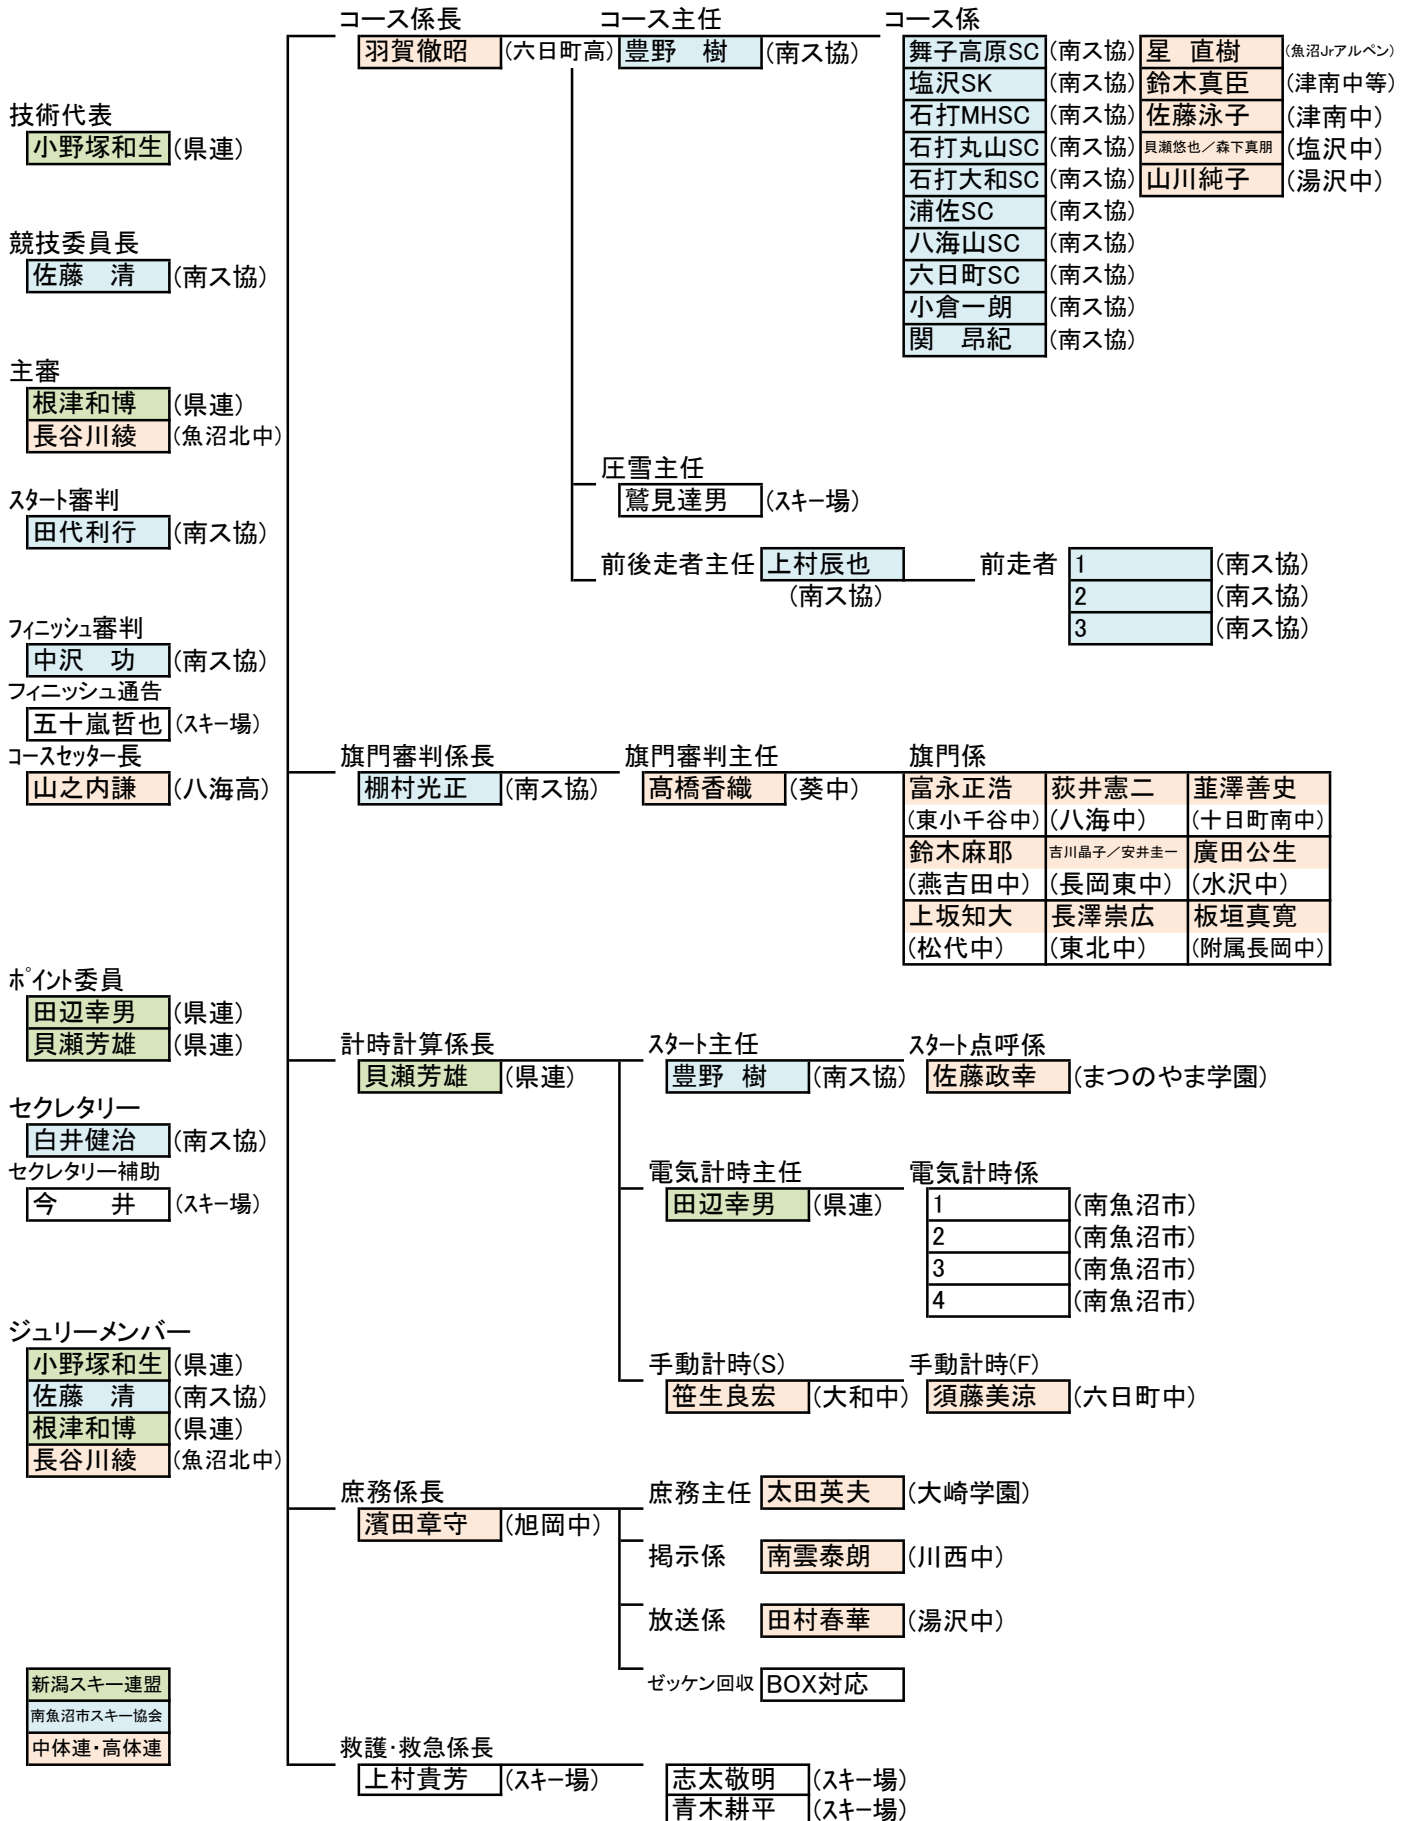 コース係長 コース主任 コース係
羽賀徹昭 (六日町高) 豊野 樹 (南ス協) 舞子高原SC (南ス協) 星 直樹 (魚沼Jrアルペン)
塩沢SK (南ス協) 鈴木真臣 (津南中等)
技術代表 石打MHSC (南ス協) 佐藤泳子 (津南中)
小野塚和生 (県連) 石打丸山SC (南ス協) 貝瀬悠也/森下真朋 (塩沢中)
石打大和SC (南ス協) 山川純子 (湯沢中)
浦佐SC (南ス協)
競技委員長 八海山SC (南ス協)
佐藤 清 (南ス協) 六日町SC (南ス協)
小倉一朗 (南ス協)
関 昂紀 (南ス協)
主審
根津和博 (県連)
長谷川綾 (魚沼北中)
圧雪主任
スタート審判 鷲見達男 (スキー場)
田代利行 (南ス協)
前後走者主任 上村辰也 前走者 1 (南ス協)
(南ス協) 2 (南ス協)
フィニッシュ審判 3 (南ス協)
中沢 功 (南ス協)
フィニッシュ通告
五十嵐哲也 (スキー場)
コースセッター長 旗門審判係長 旗門審判主任 旗門係
山之内謙 (八海高) 棚村光正 (南ス協) 髙橋香織 (葵中) 富永正浩 荻井憲二 韮澤善史
(東小千谷中) (八海中) (十日町南中)
鈴木麻耶 吉川晶子/安井圭一 廣田公生
(燕吉田中) (長岡東中) (水沢中)
上坂知大 長澤崇広 板垣真寛
(松代中) (東北中) (附属長岡中)
ポイント委員
田辺幸男 (県連)
貝瀬芳雄 (県連) 計時計算係長 スタート主任 スタート点呼係
貝瀬芳雄 (県連) 豊野 樹 (南ス協) 佐藤政幸 (まつのやま学園)
セクレタリー
白井健治 (南ス協)
セクレタリー補助 電気計時主任 電気計時係
今 井 (スキー場) 田辺幸男 (県連) 1 (南魚沼市)
2 (南魚沼市)
3 (南魚沼市)
4 (南魚沼市)
ジュリーメンバー
小野塚和生 (県連) 手動計時(S) 手動計時(F)
佐藤 清 (南ス協) 笹生良宏 (大和中) 須藤美涼 (六日町中)
根津和博 (県連)
長谷川綾 (魚沼北中)
庶務係長 庶務主任 太田英夫 (大崎学園)
濱田章守 (旭岡中)
掲示係 南雲泰朗 (川西中)
放送係 田村春華 (湯沢中)
新潟スキー連盟 ゼッケン回収 BOX対応
南魚沼市スキー協会
中体連・高体連 救護・救急係長
上村貴芳 (スキー場) 志太敬明 (スキー場)
青木耕平 (スキー場)